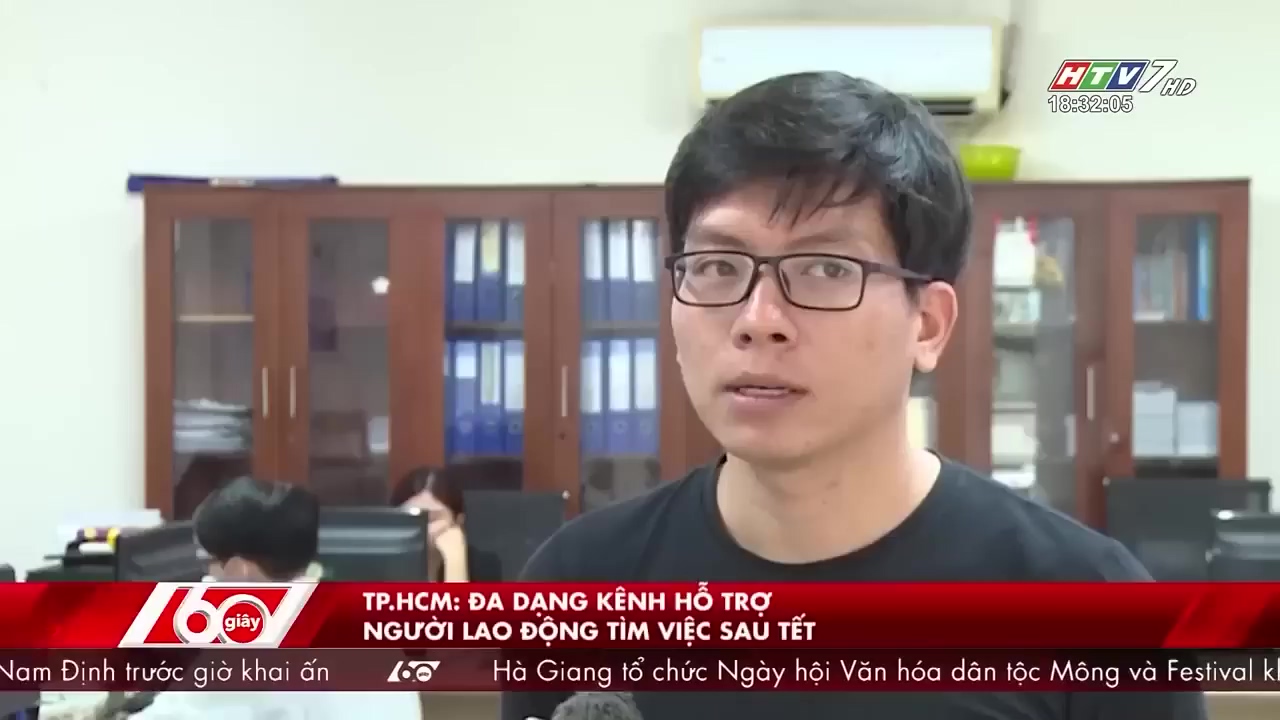 HTV7 HD
18:32:05
60 giây
TP.HCM: ĐA DẠNG KÊNH HỖ TRỢ
NGƯỜI LAO ĐỘNG TÌM VIỆC SAU TẾT
Nam Định trước giờ khai ấn 60 giây Hà Giang tổ chức Ngày hội Văn hóa dân tộc Mông và Festival